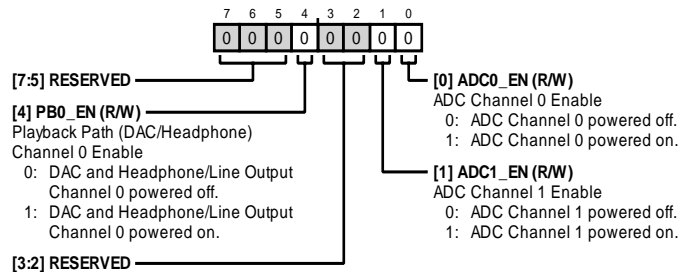 7 6 5 4 3 2 1 0
0 0 0 0 0 0 0 0
[7:5] RESERVED
[4] PB0_EN (R/W)
Playback Path (DAC/Headphone)
Channel 0 Enable
0: DAC and Headphone/Line Output
Channel 0 powered off.
1: DAC and Headphone/Line Output
Channel 0 powered on.
[3:2] RESERVED
[0] ADC0_EN (R/W)
ADC Channel 0 Enable
0: ADC Channel 0 powered off.
1: ADC Channel 0 powered on.
[1] ADC1_EN (R/W)
ADC Channel 1 Enable
0: ADC Channel 1 powered off.
1: ADC Channel 1 powered on.